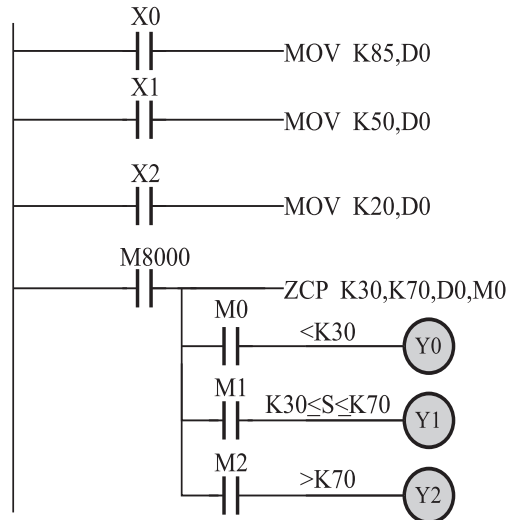 X0
MOV K85,D0
X1
MOV K50,D0
X2
MOV K20,D0
M8000
ZCP K30,K70,D0,M0
M0
<K30
Y0
M1
K30≤S≤K70
Y1
M2
>K70
Y2